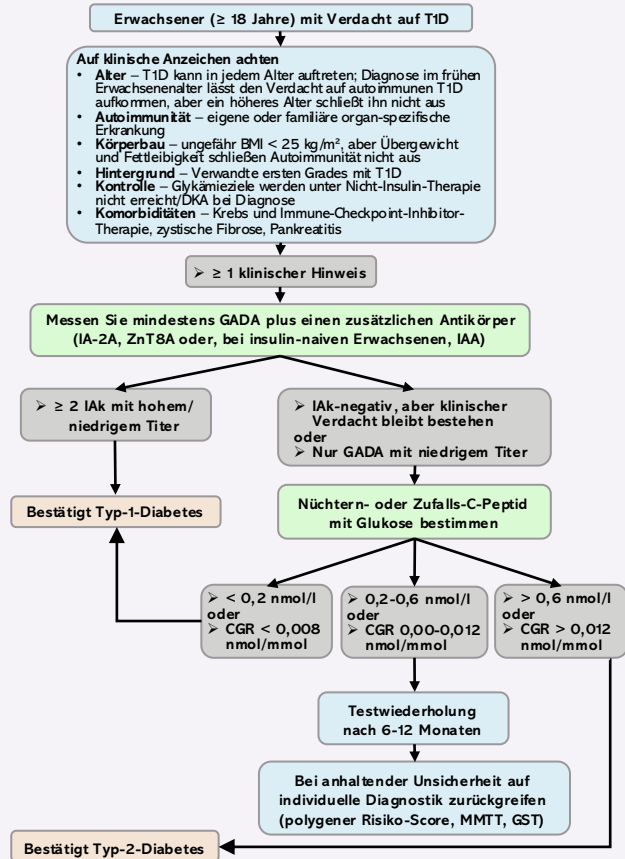 Erwachsener (≥ 18 Jahre) mit Verdacht auf T1D
Auf klinische Anzeichen achten
• Alter – T1D kann in jedem Alter auftreten; Diagnose im frühen
Erwachsenenalter lässt den Verdacht auf autoimmunen T1D
aufkommen, aber ein höheres Alter schließt ihn nicht aus
• Autoimmunität – eigene oder familiäre organ-spezifische
Erkrankung
• Körperbau – ungefähr BMI < 25 kg/m², aber Übergewicht
und Fettleibigkeit schließen Autoimmunität nicht aus
• Hintergrund – Verwandte ersten Grades mit T1D
• Kontrolle – Glykämieziele werden unter Nicht-Insulin-Therapie
nicht erreicht/DKA bei Diagnose
• Komorbiditäten – Krebs und Immune-Checkpoint-Inhibitor-
Therapie, zystische Fibrose, Pankreatitis
➢ ≥ 1 klinischer Hinweis
Messen Sie mindestens GADA plus einen zusätzlichen Antikörper
(IA-2A, ZnT8A oder, bei insulin-naiven Erwachsenen, IAA)
➢ ≥ 2 IAk mit hohem/
niedrigem Titer
➢ IAk-negativ, aber klinischer
Verdacht bleibt bestehen
oder
➢ Nur GADA mit niedrigem Titer
Bestätigt Typ-1-Diabetes
Nüchtern- oder Zufalls-C-Peptid
mit Glukose bestimmen
➢ < 0,2 nmol/l
oder
➢ CGR < 0,008
nmol/mmol
➢ 0,2-0,6 nmol/l
oder
➢ CGR 0,00-0,012
nmol/mmol
➢ > 0,6 nmol/l
oder
➢ CGR > 0,012
nmol/mmol
Testwiederholung
nach 6-12 Monaten
Bei anhaltender Unsicherheit auf
individuelle Diagnostik zurückgreifen
(polygener Risiko-Score, MMTT, GST)
Bestätigt Typ-2-Diabetes